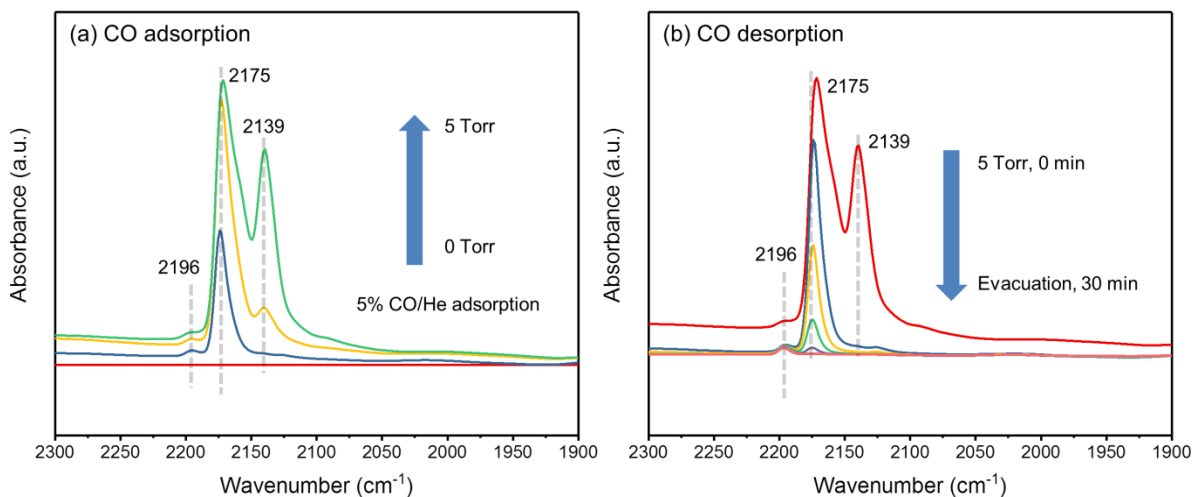 (a) CO adsorption
2175
2139
5 Torr
0 Torr
2196
5% CO/He adsorption
Absorbance (a.u.)
2300 2250 2200 2150 2100 2050 2000 1950 1900
Wavenumber (cm⁻¹)
(b) CO desorption
2175
2139
5 Torr, 0 min
2196
Evacuation, 30 min
Absorbance (a.u.)
2300 2250 2200 2150 2100 2050 2000 1950 1900
Wavenumber (cm⁻¹)